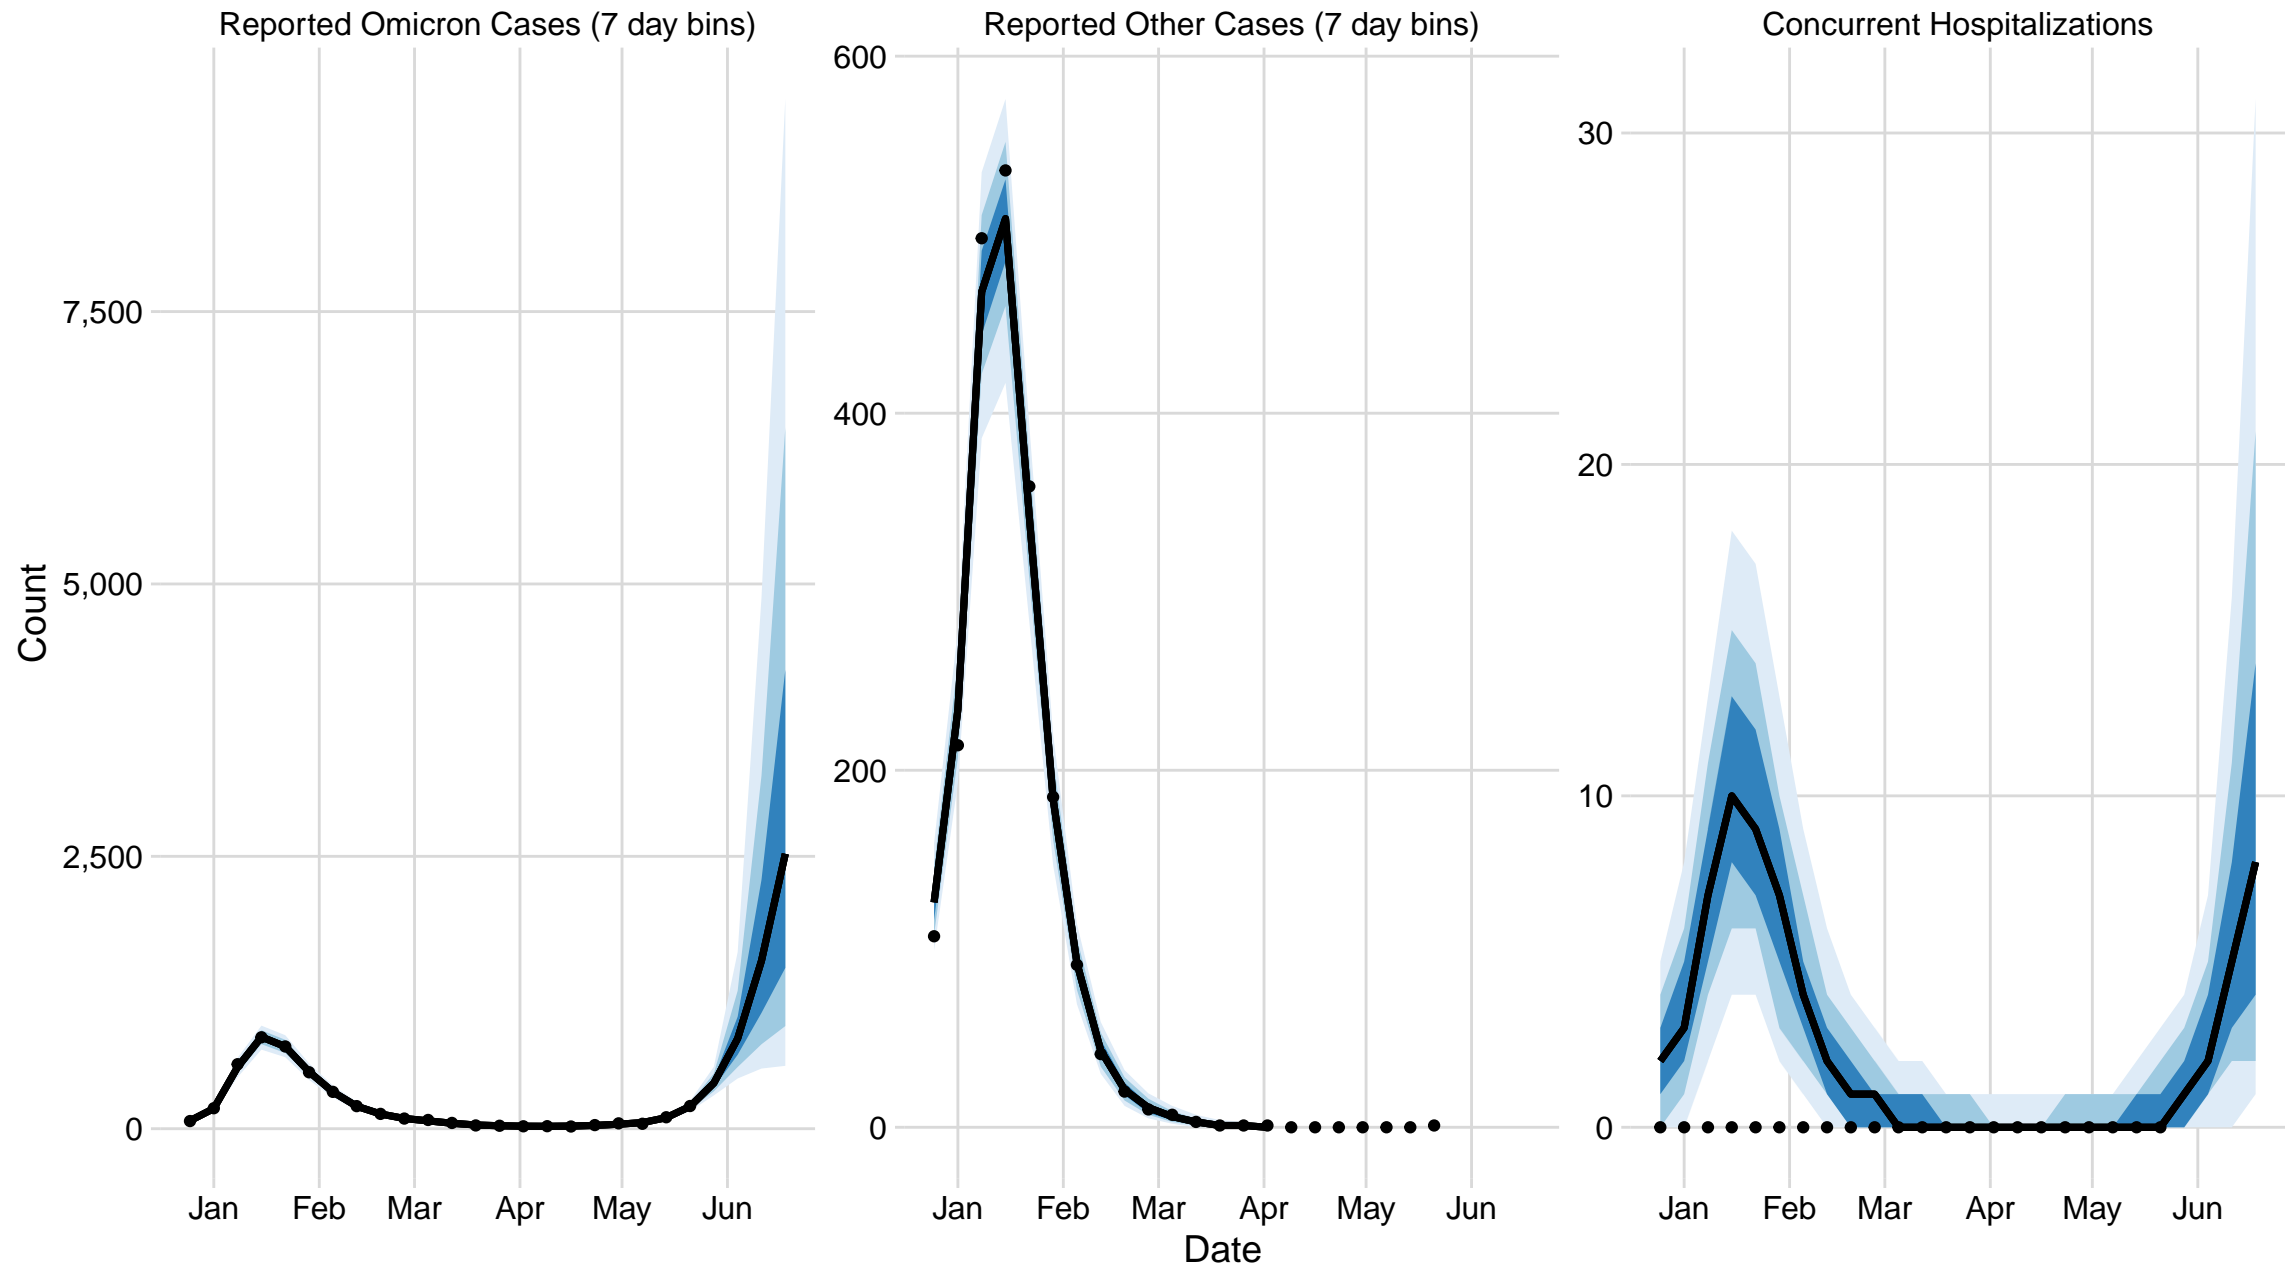 Reported Omicron Cases (7 day bins)
Reported Other Cases (7 day bins)
Concurrent Hospitalizations
Count
7,500
5,000
2,500
0
Jan Feb Mar Apr May Jun
600
400
200
0
Jan Feb Mar Apr May Jun
30
20
10
0
Jan Feb Mar Apr May Jun
Date